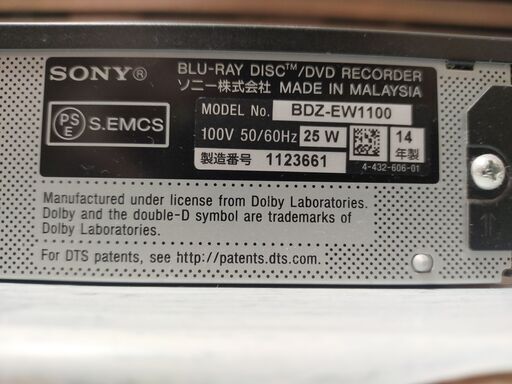 SONY®
BLU-RAY DISC™/DVD RECORDER
ソニー株式会社 MADE IN MALAYSIA
PSE S.EMCS
MODEL No. BDZ-EW1100
100V 50/60Hz 25 W
14年製
製造番号 1123661
4-432-606-01
Manufactured under license from Dolby Laboratories.
Dolby and the double-D symbol are trademarks of
Dolby Laboratories.
For DTS patents, see http://patents.dts.com.